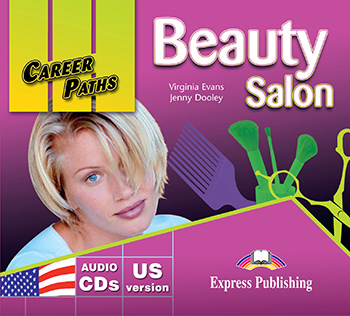 CAREER
PATHS
Beauty
Salon
Virginia Evans
Jenny Dooley
AUDIO
CDs
US
version
Express Publishing